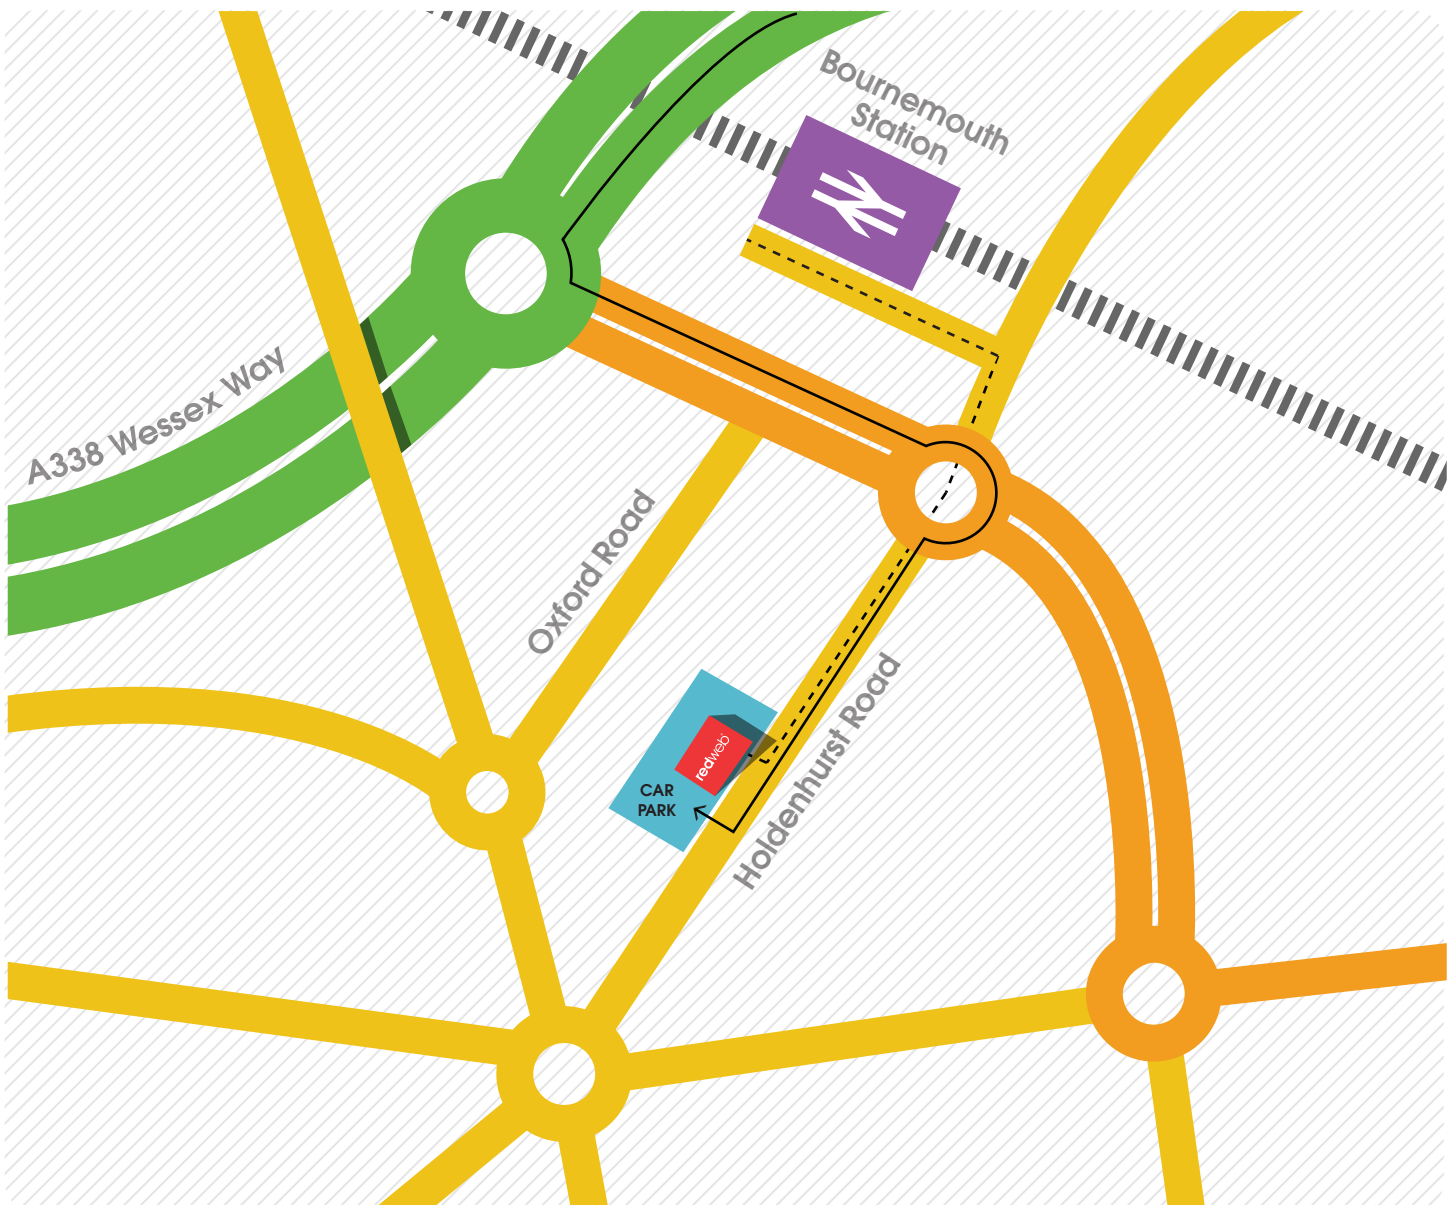 Bournemouth
Station
A338 Wessex Way
Oxford Road
Holdenhurst Road
redweb
CAR
PARK